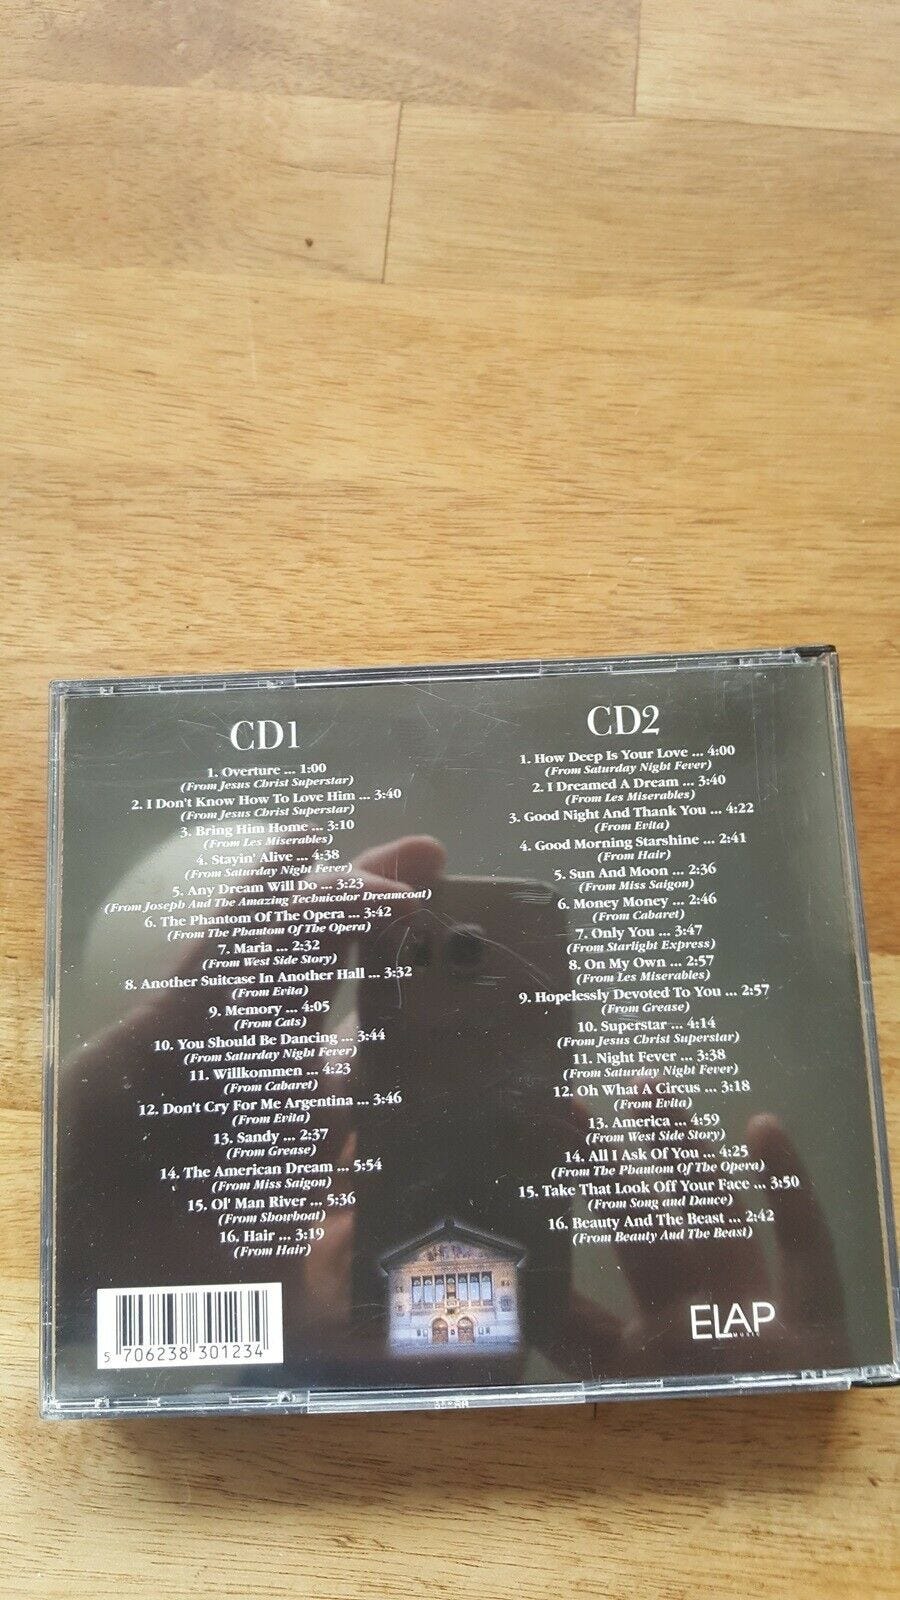 CD1
1. Overture ... 1:00
(From Jesus Christ Superstar)
2. I Don't Know How To Love Him ... 3:40
(From Jesus Christ Superstar)
3. Bring Him Home ... 3:10
(From Les Miserables)
4. Stayin' Alive ... 4:38
(From Saturday Night Fever)
5. Any Dream Will Do ... 3:23
(From Joseph And The Amazing Technicolor Dreamcoat)
6. The Phantom Of The Opera ... 3:42
(From The Phantom Of The Opera)
7. Maria ... 2:32
(From West Side Story)
8. Another Suitcase In Another Hall ... 3:32
(From Evita)
9. Memory ... 4:05
(From Cats)
10. You Should Be Dancing ... 3:44
(From Saturday Night Fever)
11. Willkommen ... 4:23
(From Cabaret)
12. Don't Cry For Me Argentina ... 3:46
(From Evita)
13. Sandy ... 2:37
(From Grease)
14. The American Dream ... 5:54
(From Miss Saigon)
15. Ol' Man River ... 5:36
(From Showboat)
16. Hair ... 3:19
(From Hair)
CD2
1. How Deep Is Your Love ... 4:00
(From Saturday Night Fever)
2. I Dreamed A Dream ... 3:40
(From Les Miserables)
3. Good Night And Thank You ... 4:22
(From Evita)
4. Good Morning Starshine ... 2:41
(From Hair)
5. Sun And Moon ... 2:36
(From Miss Saigon)
6. Money Money ... 2:46
(From Cabaret)
7. Only You ... 3:47
(From Starlight Express)
8. On My Own ... 2:57
(From Les Miserables)
9. Hopelessly Devoted To You ... 2:57
(From Grease)
10. Superstar ... 4:14
(From Jesus Christ Superstar)
11. Night Fever ... 3:38
(From Saturday Night Fever)
12. Oh What A Circus ... 3:18
(From Evita)
13. America ... 4:59
(From West Side Story)
14. All I Ask Of You ... 4:25
(From The Phantom Of The Opera)
15. Take That Look Off Your Face ... 3:50
(From Song and Dance)
16. Beauty And The Beast ... 2:42
(From Beauty And The Beast)
5 706238 301234
ELAP
MUSIC